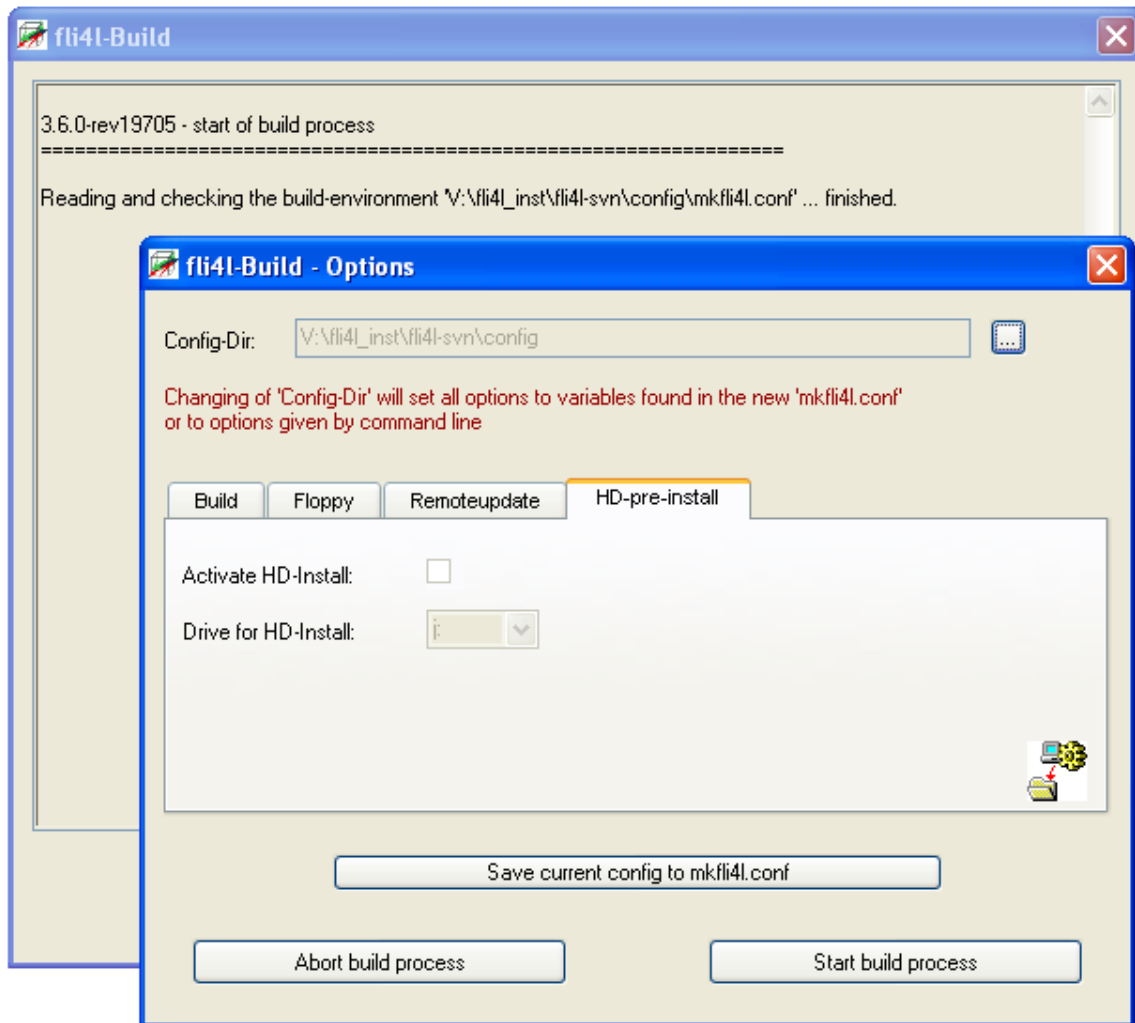 fli4l-Build
3.6.0-rev19705 - start of build process
==================================================================
Reading and checking the build-environment 'V:\fli4l_inst\fli4l-svn\config\mkfli4l.conf' ... finished.
fli4l-Build - Options
Config-Dir: V:\fli4l_inst\fli4l-svn\config ...
Changing of 'Config-Dir' will set all options to variables found in the new 'mkfli4l.conf'
or to options given by command line
Build Floppy Remoteupdate HD-pre-install
Activate HD-Install:
Drive for HD-Install: j:
Save current config to mkfli4l.conf
Abort build process Start build process